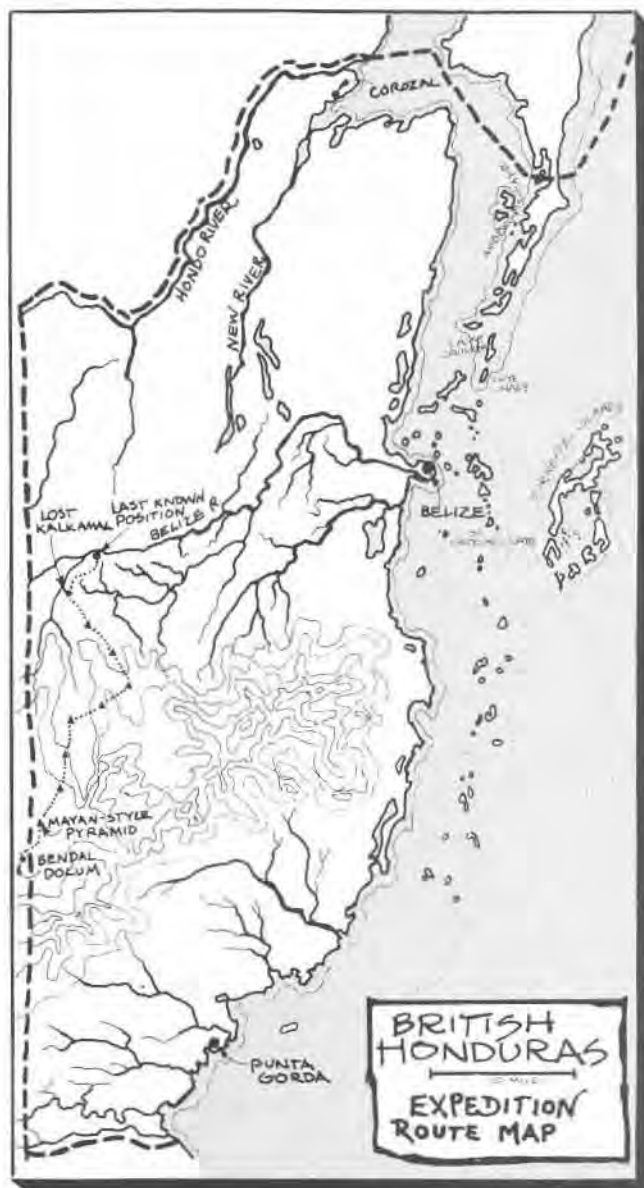 COROZAL
HONDO RIVER
NEW RIVER
LOST
KALKAMAL
LAST KNOWN
POSITION
BELIZE R.
BELIZE
MAYAN-STYLE
PYRAMID
BENDAL
DOLUM
PUNTA
GORDA
BRITISH
HONDURAS
EXPEDITION
ROUTE MAP